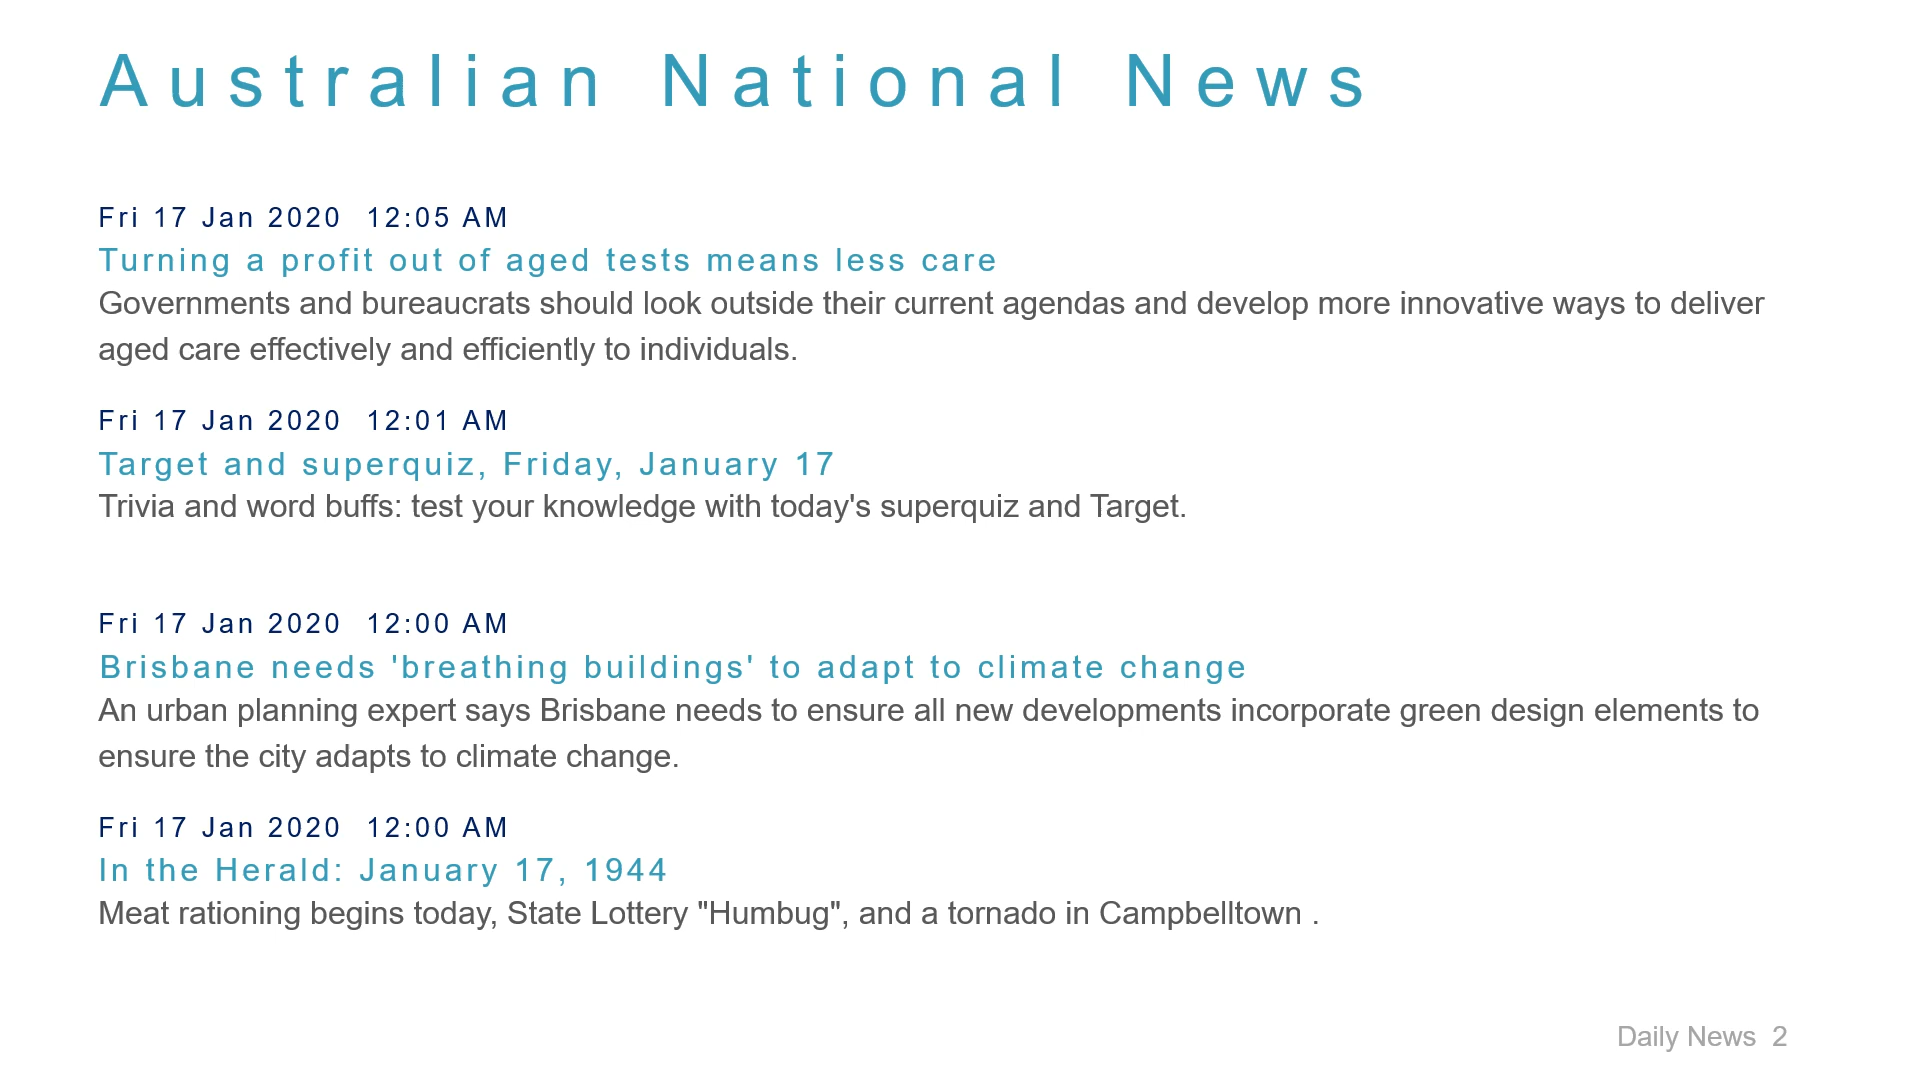 Australian National News
Fri 17 Jan 2020 12:05 AM
Turning a profit out of aged tests means less care
Governments and bureaucrats should look outside their current agendas and develop more innovative ways to deliver
aged care effectively and efficiently to individuals.
Fri 17 Jan 2020 12:01 AM
Target and superquiz, Friday, January 17
Trivia and word buffs: test your knowledge with today's superquiz and Target.
Fri 17 Jan 2020 12:00 AM
Brisbane needs 'breathing buildings' to adapt to climate change
An urban planning expert says Brisbane needs to ensure all new developments incorporate green design elements to
ensure the city adapts to climate change.
Fri 17 Jan 2020 12:00 AM
In the Herald: January 17, 1944
Meat rationing begins today, State Lottery "Humbug", and a tornado in Campbelltown .
Daily News 2